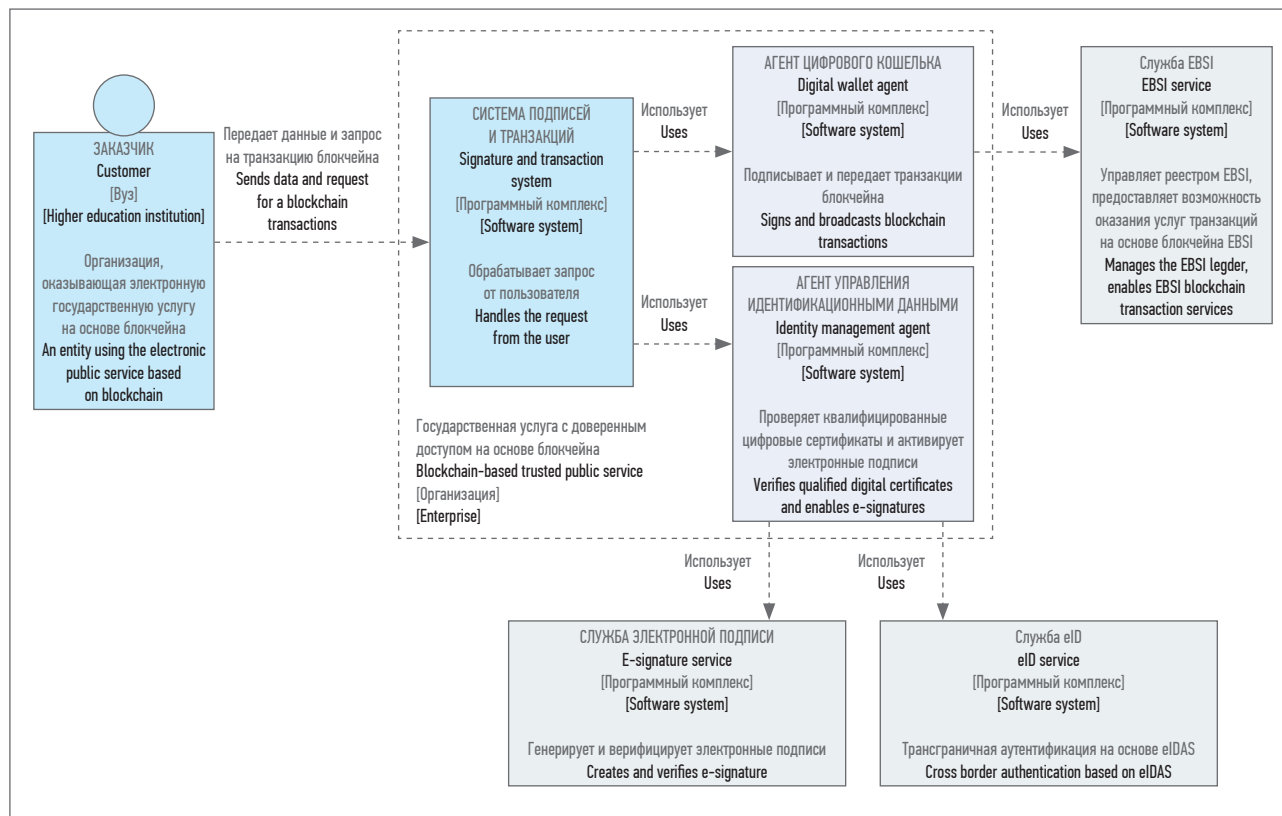 ЗАКАЗЧИК
Customer
[Вуз]
[Higher education institution]
Организация,
оказывающая электронную
государственную услугу
на основе блокчейна
An entity using the electronic
public service based
on blockchain
Передает данные и запрос
на транзакцию блокчейна
Sends data and request
for a blockchain
transactions
СИСТЕМА ПОДПИСЕЙ
И ТРАНЗАКЦИЙ
Signature and transaction
system
[Программный комплекс]
[Software system]
Обрабатывает запрос
от пользователя
Handles the request
from the user
Использует
Uses
АГЕНТ ЦИФРОВОГО КОШЕЛЬКА
Digital wallet agent
[Программный комплекс]
[Software system]
Подписывает и передает транзакции
блокчейна
Signs and broadcasts blockchain
transactions
Использует
Uses
Служба EBSI
EBSI service
[Программный комплекс]
[Software system]
Управляет реестром EBSI,
предоставляет возможность
оказания услуг транзакций
на основе блокчейна EBSI
Manages the EBSI legder,
enables EBSI blockchain
transaction services
Использует
Uses
АГЕНТ УПРАВЛЕНИЯ
ИДЕНТИФИКАЦИОННЫМИ ДАННЫМИ
Identity management agent
[Программный комплекс]
[Software system]
Проверяет квалифицированные
цифровые сертификаты и активирует
электронные подписи
Verifies qualified digital certificates
and enables e-signatures
Государственная услуга с доверенным
доступом на основе блокчейна
Blockchain-based trusted public service
[Организация]
[Enterprise]
Использует
Uses
Использует
Uses
СЛУЖБА ЭЛЕКТРОННОЙ ПОДПИСИ
E-signature service
[Программный комплекс]
[Software system]
Генерирует и верифицирует электронные подписи
Creates and verifies e-signature
Служба eID
eID service
[Программный комплекс]
[Software system]
Трансграничная аутентификация на основе eIDAS
Cross border authentication based on eIDAS